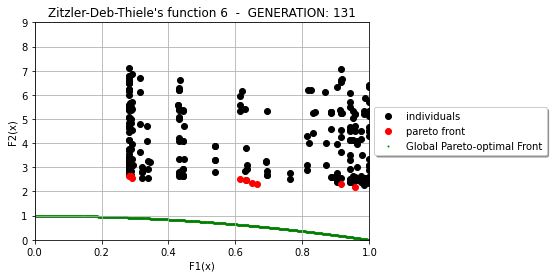 Zitzler-Deb-Thiele's function 6 - GENERATION: 131
9
8
7
6
5
4
3
2
1
0
F2(x)
0.0 0.2 0.4 0.6 0.8 1.0
F1(x)
individuals
pareto front
Global Pareto-optimal Front